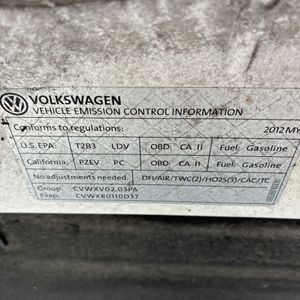 VOLKSWAGEN
VEHICLE EMISSION CONTROL INFORMATION
Conforms to regulations: 2012 MY
U.S. EPA: T2B3 LDV OBD: CA II Fuel: Gasoline
California: PZEV PC OBD: CA II Fuel: Gasoline
No adjustments needed. DFI/AIR/TWC(2)/HO2S(3)/CAC/TC
Group: CVWXV02.03PA
Evap: CVWXR0110D37